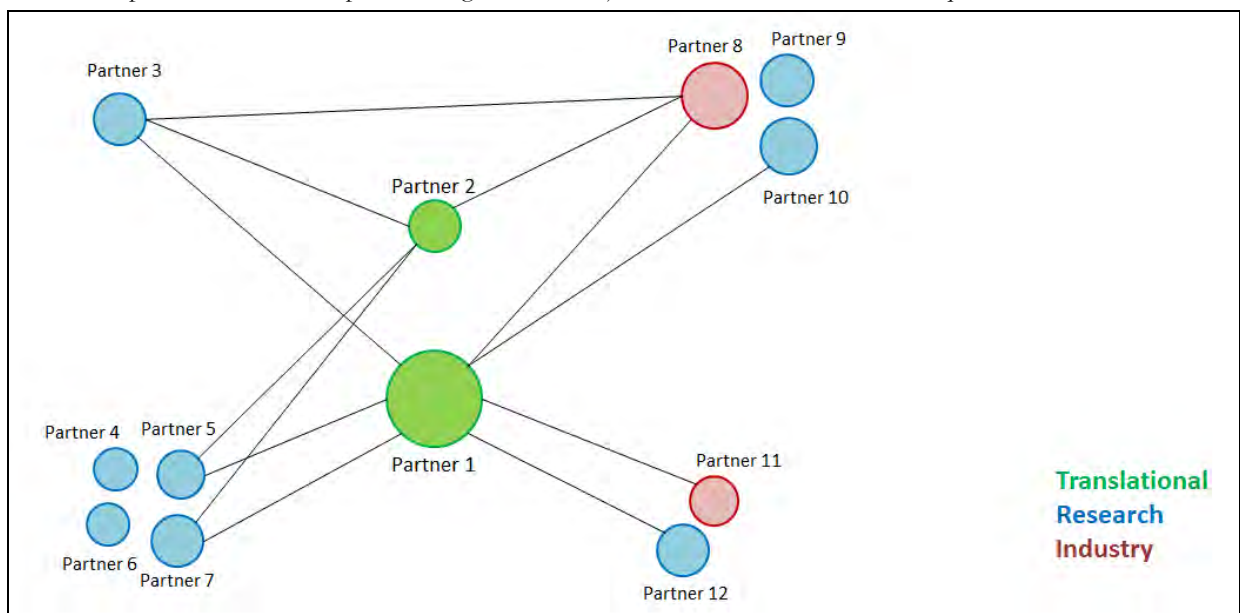 Partner 9
Partner 8
Partner 3
Partner 2
Partner 10
Partner 4
Partner 5
Partner 1
Partner 11
Translational
Research
Industry
Partner 6
Partner 7
Partner 12